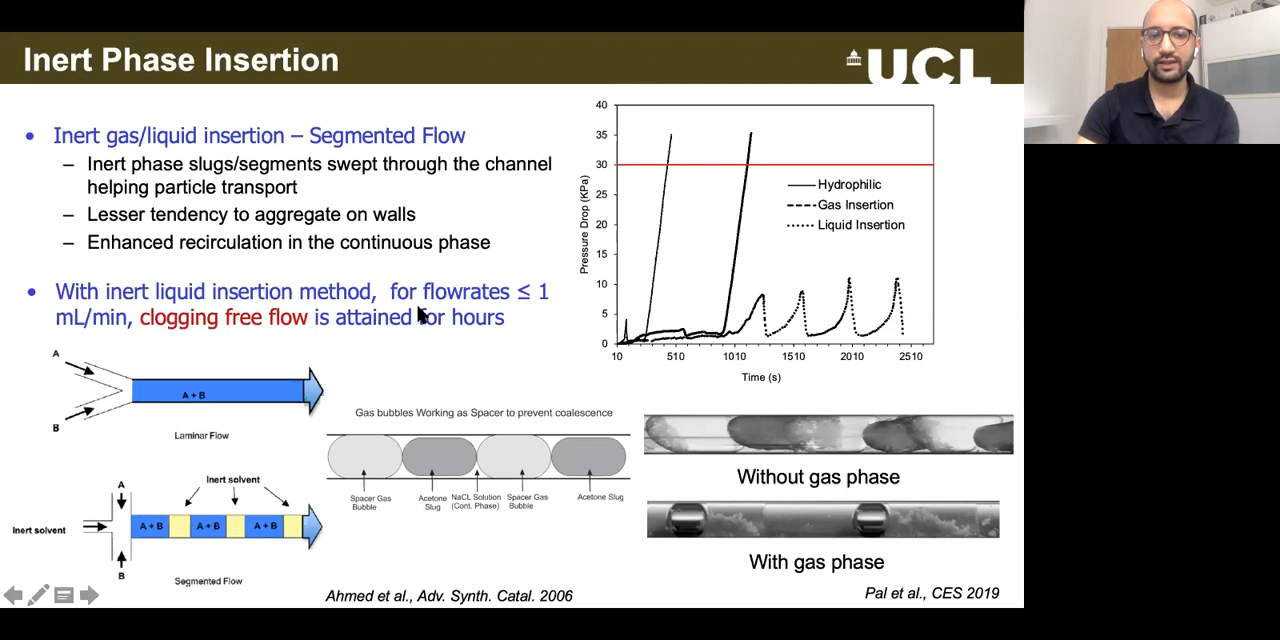 Inert Phase Insertion
UCL
• Inert gas/liquid insertion – Segmented Flow
– Inert phase slugs/segments swept through the channel
helping particle transport
– Lesser tendency to aggregate on walls
– Enhanced recirculation in the continuous phase
• With inert liquid insertion method, for flowrates ≤ 1
mL/min, clogging free flow is attained for hours
40
35
30
25
20
15
10
5
0
Pressure Drop (KPa)
Hydrophilic
Gas Insertion
Liquid Insertion
10 510 1010 1510 2010 2510
Time (s)
A
A + B
B
Laminar Flow
Inert solvent
A
Inert solvent
A + B A + B A + B
B
Segmented Flow
Gas bubbles Working as Spacer to prevent coalescence
Spacer Gas
Bubble
Acetone
Slug
NaCL Solution
(Cont. Phase)
Spacer Gas
Bubble
Acetone Slug
Without gas phase
With gas phase
Ahmed et al., Adv. Synth. Catal. 2006
Pal et al., CES 2019